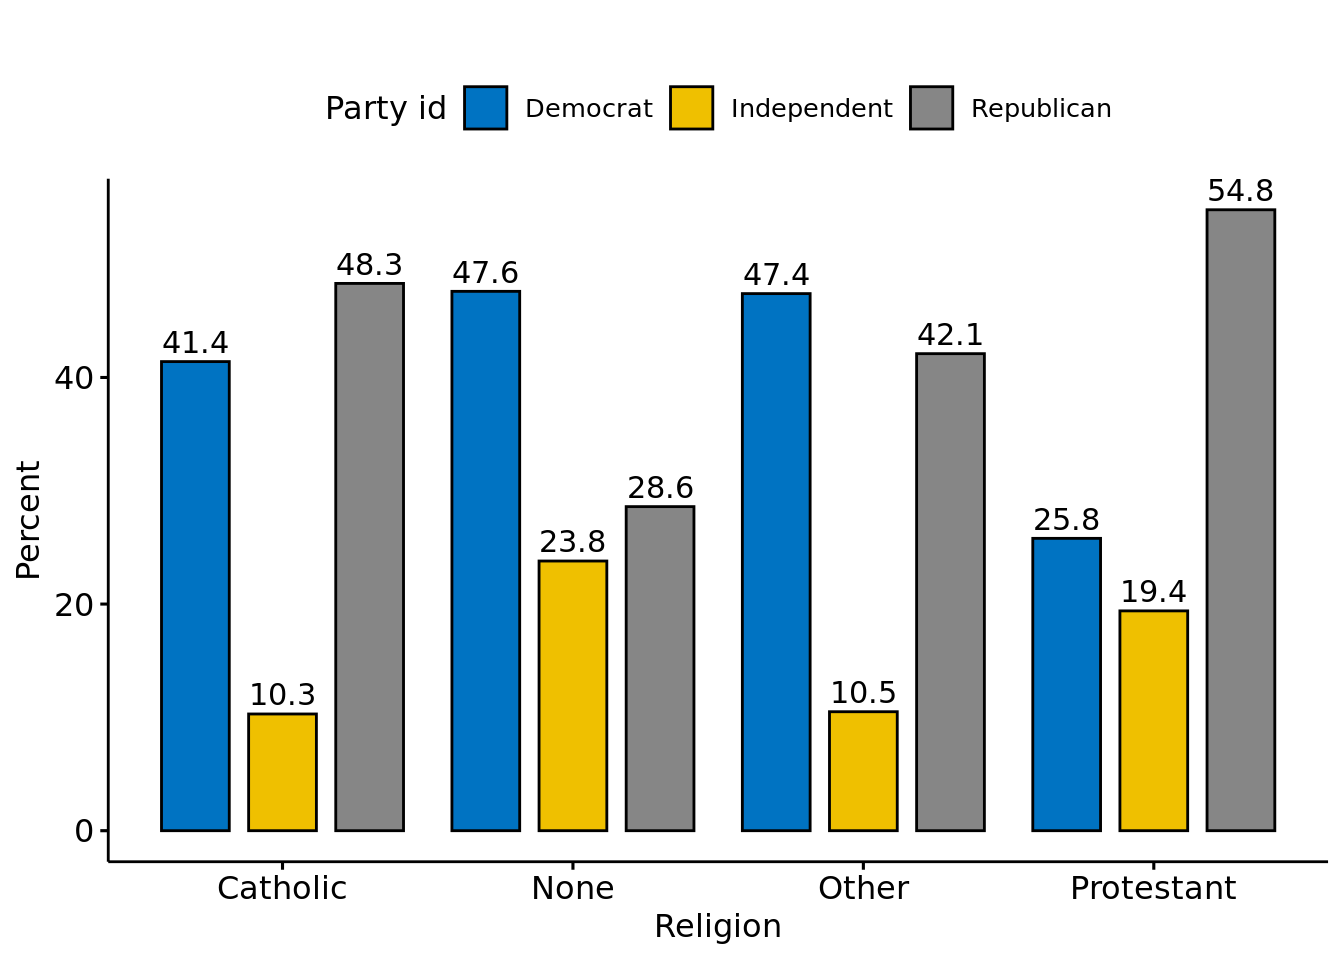 Party id Democrat Independent Republican
54.8
48.3 47.6 47.4
41.4 42.1
40
28.6
25.8
23.8
19.4
20
10.3 10.5
0
Percent
Catholic None Other Protestant
Religion